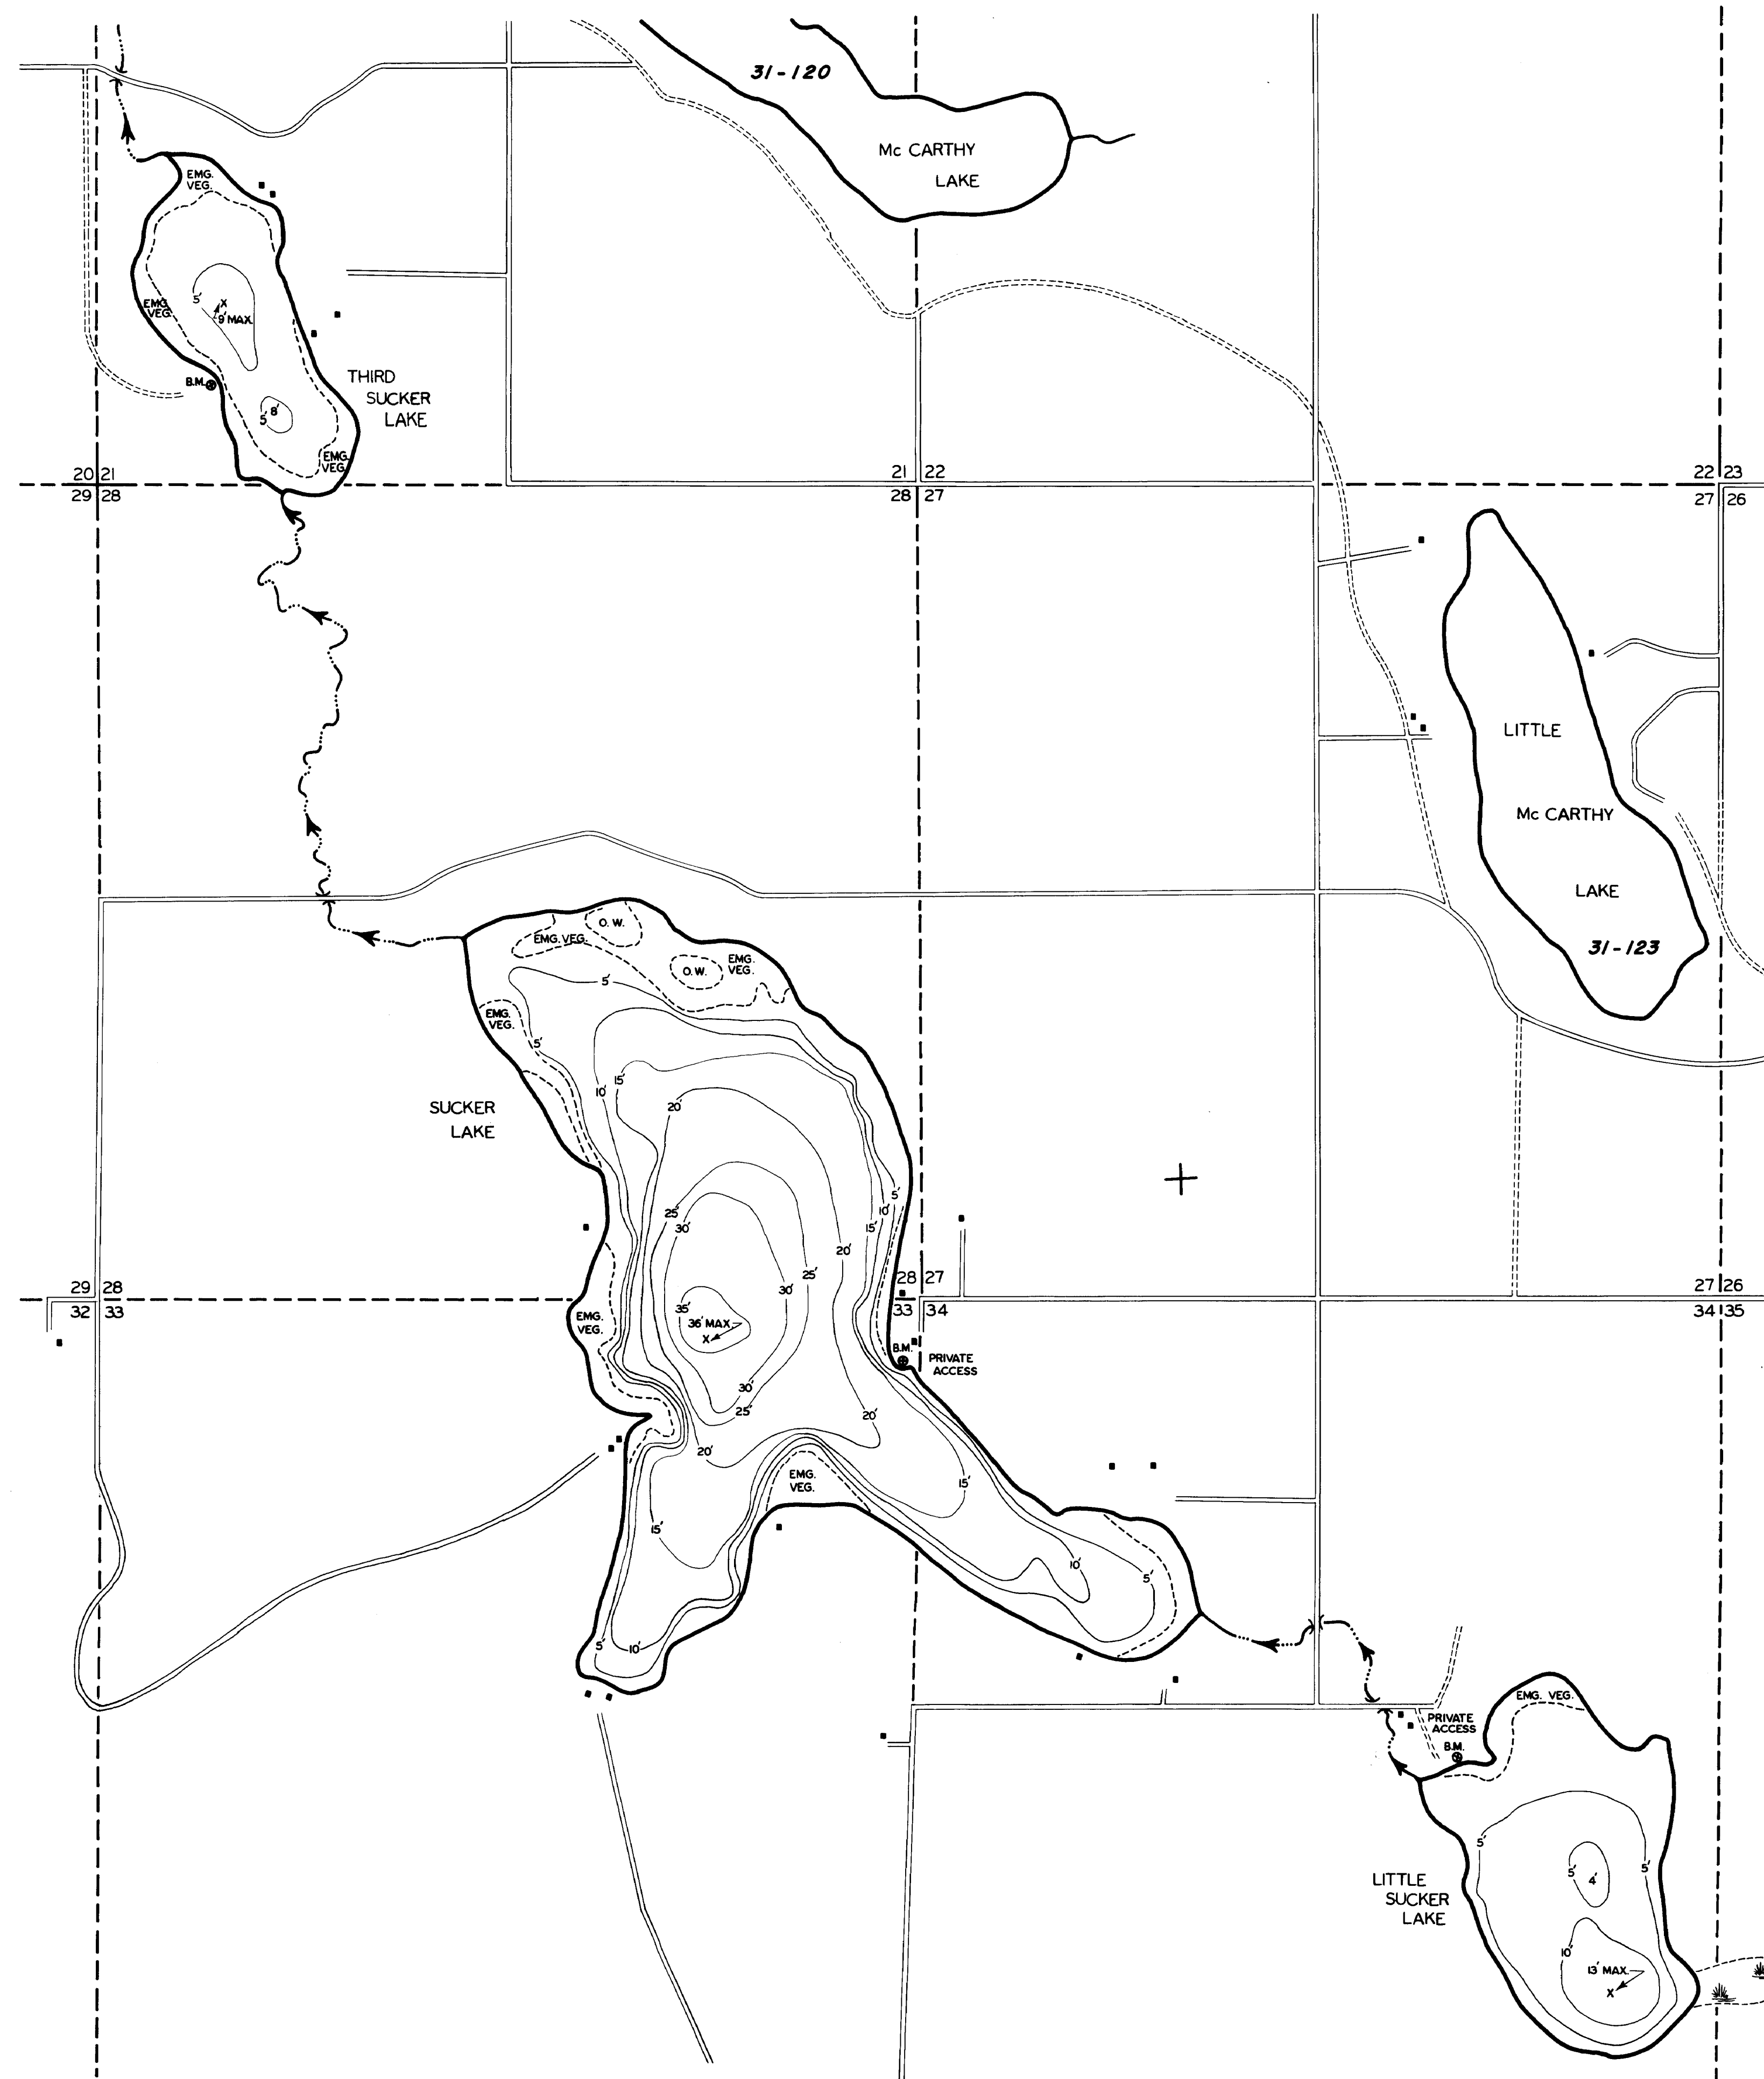 31-120
Mc CARTHY
LAKE
EMG.
VEG.
5'
X
9' MAX.
EMG.
VEG.
B.M.
THIRD
SUCKER
LAKE
5' 8'
EMG.
VEG.
20 21
29 28
21 22
28 27
22 23
27 26
LITTLE
Mc CARTHY
LAKE
31-123
O. W.
EMG. VEG.
O. W.
EMG.
VEG.
5'
EMG.
VEG.
5'
10'
15'
20'
SUCKER
LAKE
5'
10'
15'
25'
30'
20'
25'
30'
29 28
32 33
28 27
33 34
27 26
34 35
35'
36' MAX.
X
EMG.
VEG.
B.M.
PRIVATE
ACCESS
30'
25'
20'
20'
EMG.
VEG.
15'
15'
10'
5'
5'
10'
EMG. VEG.
PRIVATE
ACCESS
B.M.
5'
5'
4'
5'
LITTLE
SUCKER
LAKE
10'
13' MAX.
X